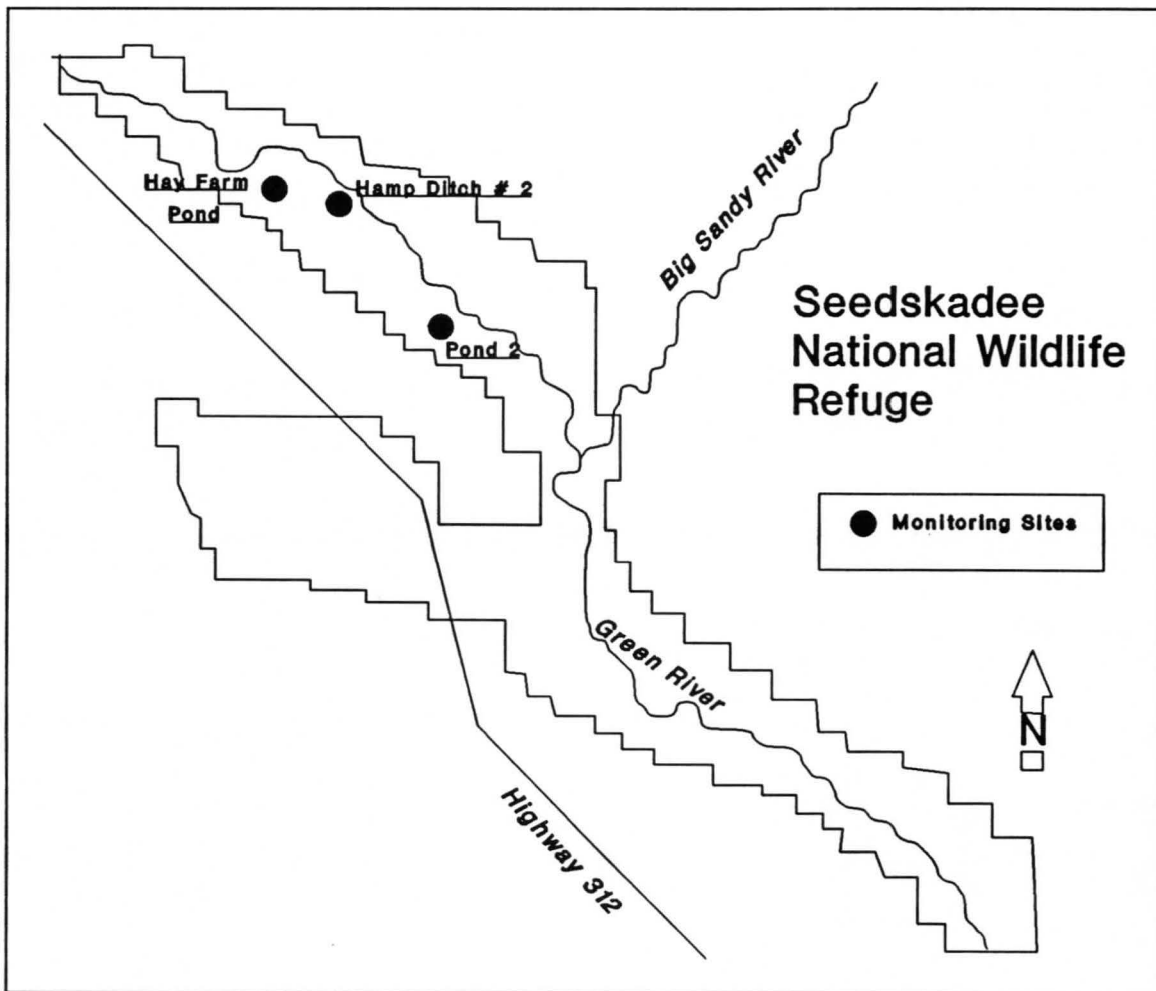 Hay Farm
Pond
Hamp Ditch # 2
Pond 2
Big Sandy River
Seedskadee
National Wildlife
Refuge
Monitoring Sites
Green River
N
Highway 312